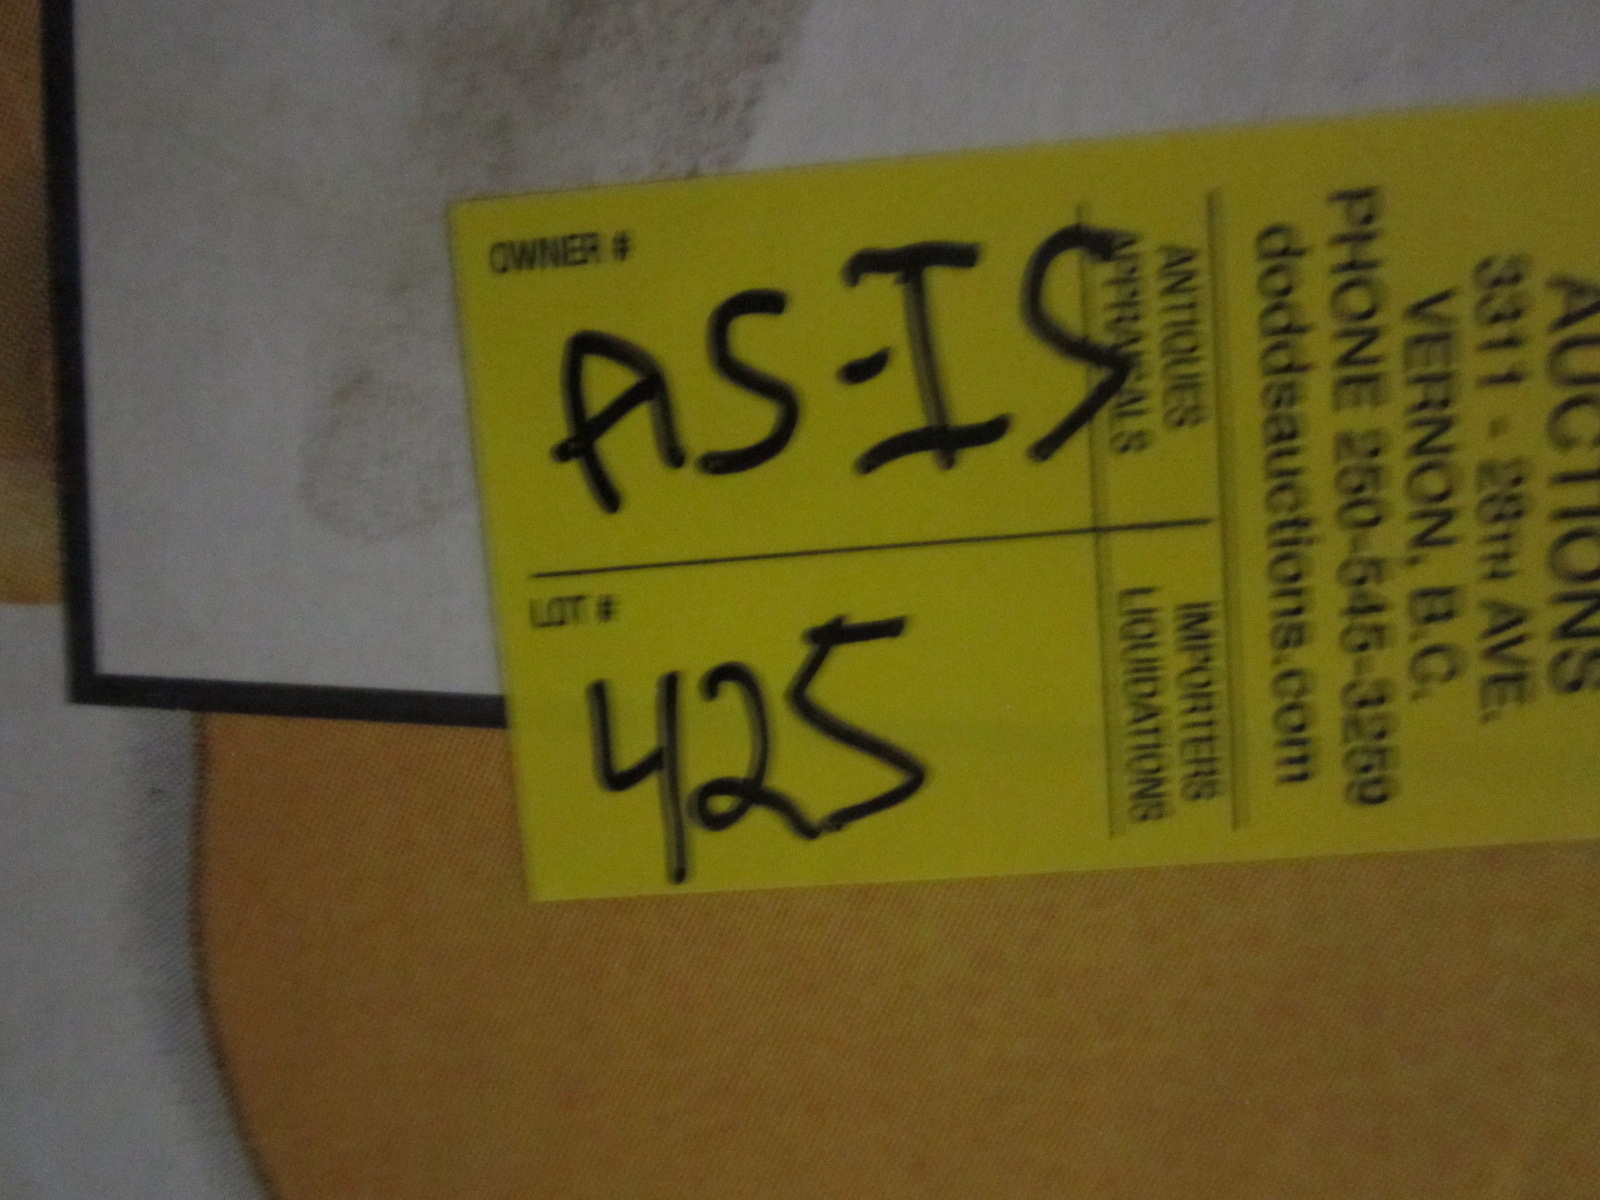 AUCTIONS
3311 - 28TH AVE.
VERNON, B.C.
PHONE 250-545-3259
doddsauctions.com
ANTIQUES
APPRAISALS
IMPORTERS
LIQUIDATIONS
OWNER #
AS-IS
LOT #
425